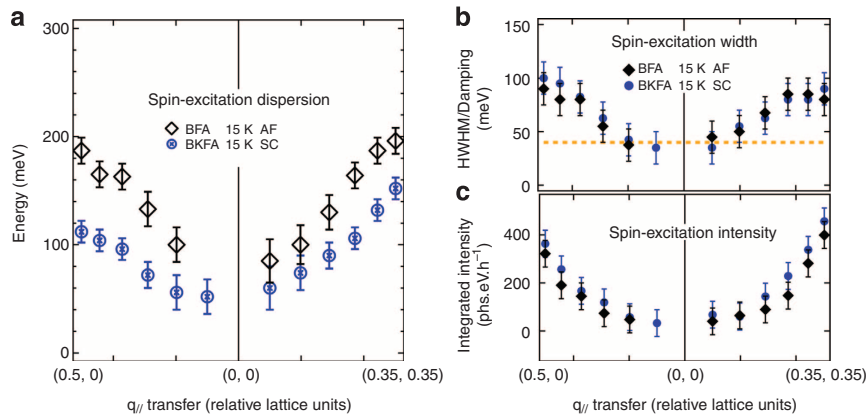 a
Energy (meV)
300
200
100
0
Spin-excitation dispersion
BFA 15 K AF
BKFA 15 K SC
(0.5, 0)
(0, 0)
(0.35, 0.35)
q// transfer (relative lattice units)
b
HWHM/Damping
(meV)
150
100
50
0
Spin-excitation width
BFA 15 K AF
BKFA 15 K SC
c
Integrated intensity
(phs.eV.h⁻¹)
400
200
0
Spin-excitation intensity
(0.5, 0)
(0, 0)
(0.35, 0.35)
q// transfer (relative lattice units)